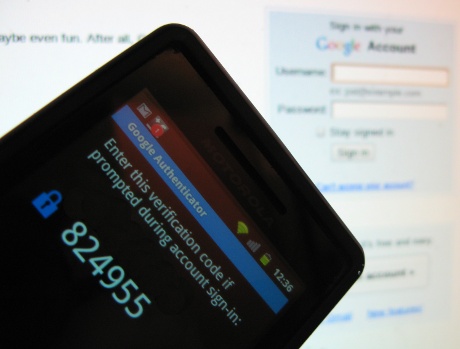 aybe even fun. After all,
Sign in with your
Google Account
Username:
Password:
Stay signed in
Sign in
MOTOROLA
12:36
Google Authenticator
Enter this verification code if
prompted during account sign-in:
824955